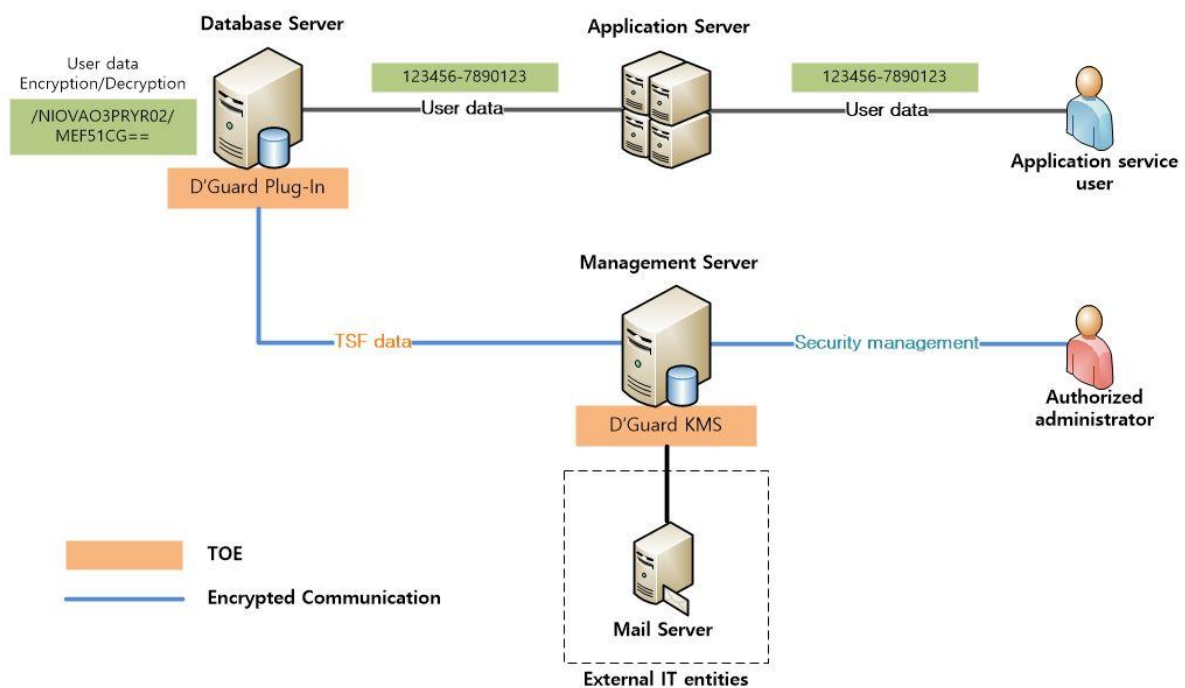 Database Server
Application Server
User data
Encryption/Decryption
/NIOVAO3PRYR02/
MEF51CG==
123456-7890123
User data
123456-7890123
User data
D'Guard Plug-In
Application service
user
Management Server
TSF data
Security management
D'Guard KMS
Authorized
administrator
TOE
Encrypted Communication
Mail Server
External IT entities